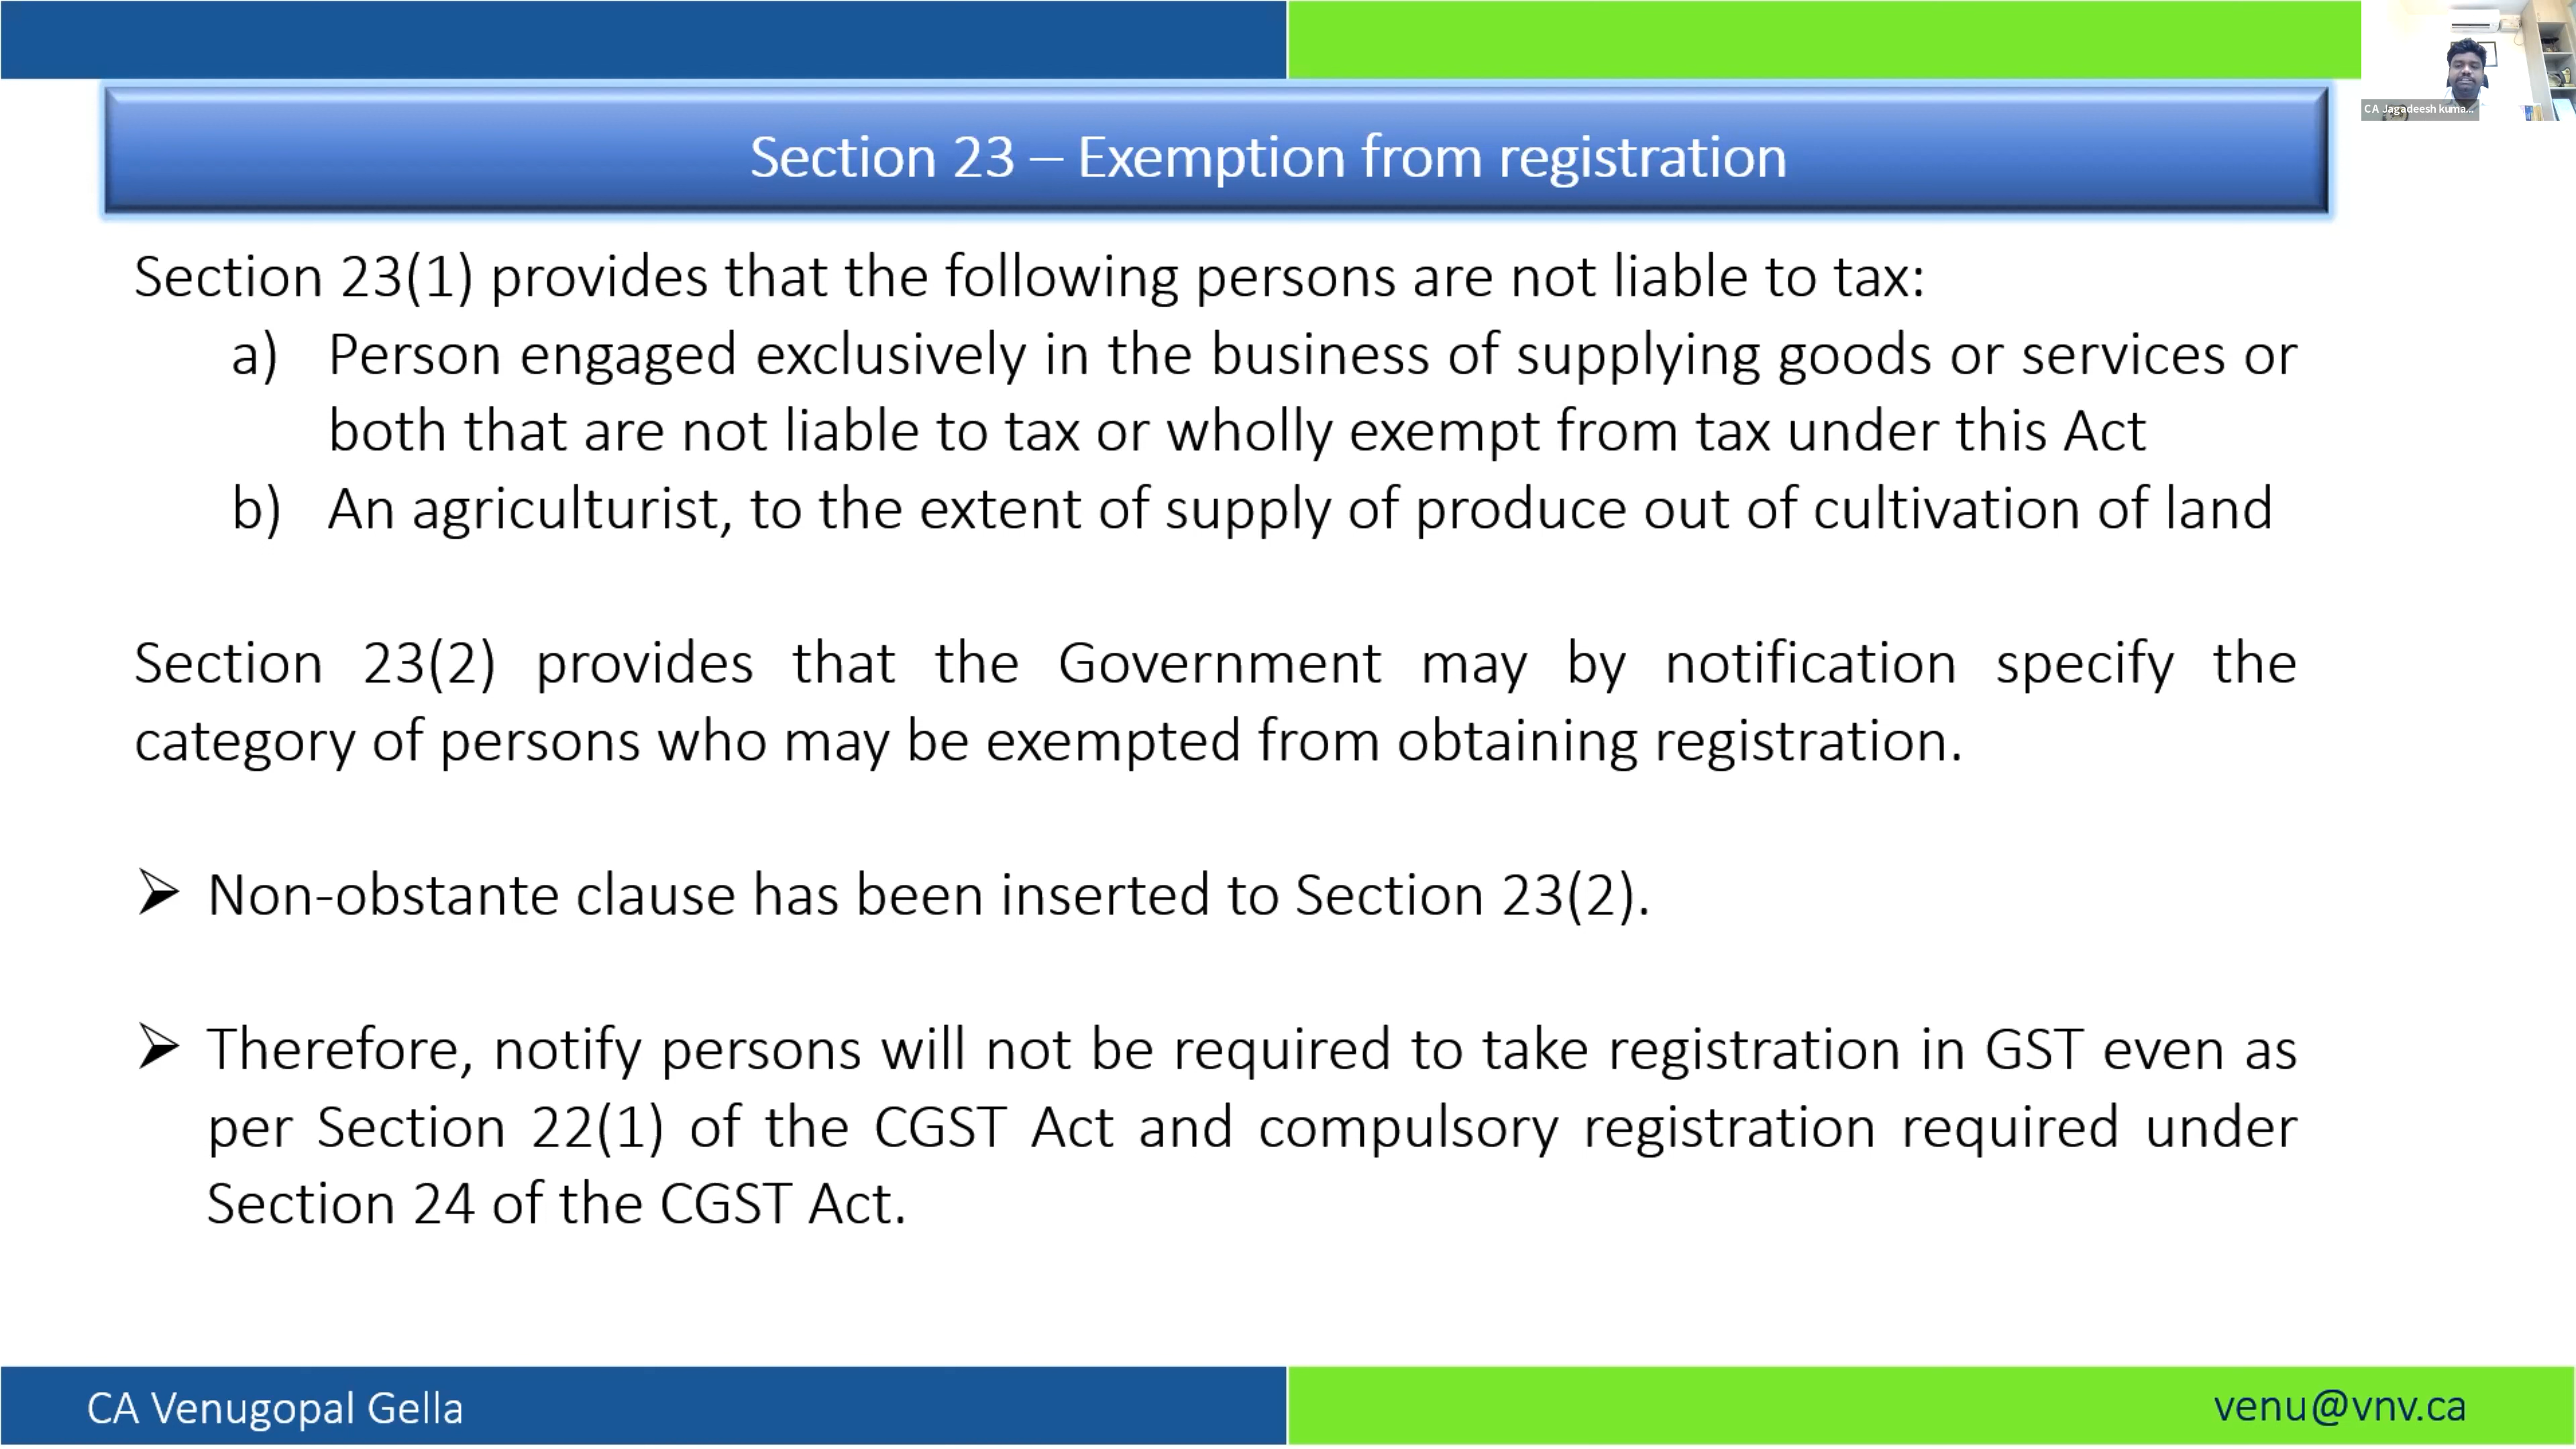 CA Jagadeesh kuma...
Section 23 – Exemption from registration
Section 23(1) provides that the following persons are not liable to tax:
a) Person engaged exclusively in the business of supplying goods or services or
both that are not liable to tax or wholly exempt from tax under this Act
b) An agriculturist, to the extent of supply of produce out of cultivation of land
Section 23(2) provides that the Government may by notification specify the
category of persons who may be exempted from obtaining registration.
➢ Non-obstante clause has been inserted to Section 23(2).
➢ Therefore, notify persons will not be required to take registration in GST even as
per Section 22(1) of the CGST Act and compulsory registration required under
Section 24 of the CGST Act.
CA Venugopal Gella
venu@vnv.ca